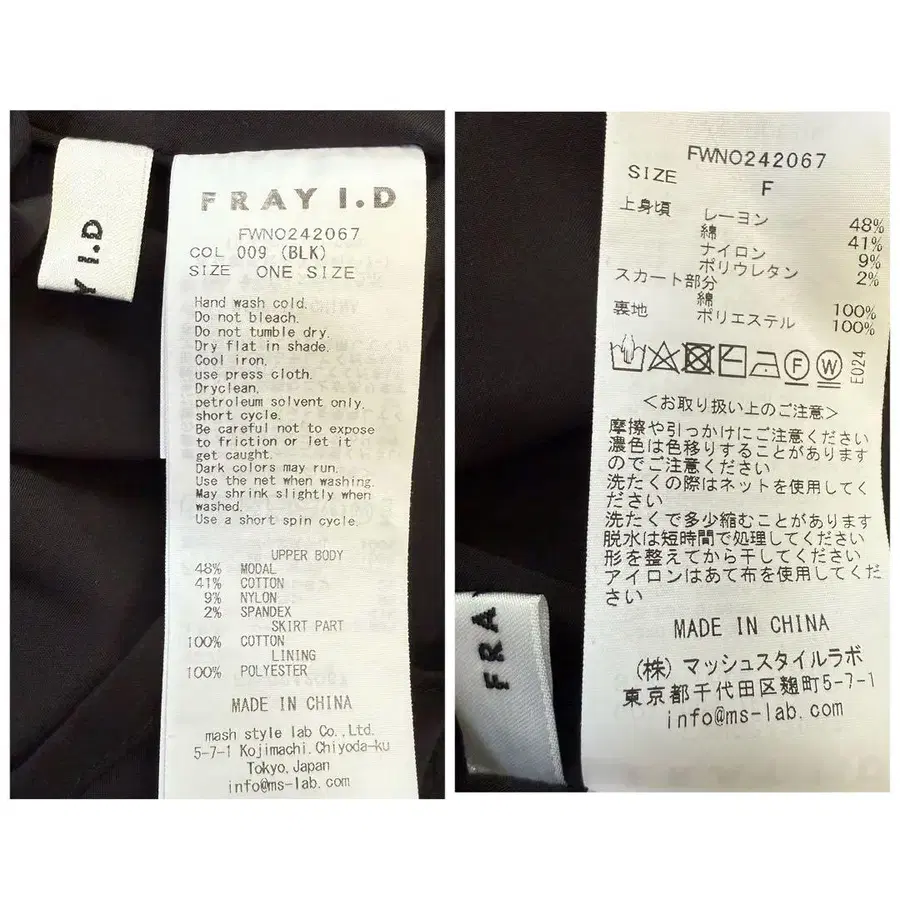 Y I.D
FRAY I.D
FWNO242067
COL 009 (BLK)
SIZE ONE SIZE
Hand wash cold.
Do not bleach.
Do not tumble dry.
Dry flat in shade.
Cool iron.
use press cloth.
Dryclean.
petroleum solvent only.
short cycle.
Be careful not to expose
to friction or let it
get caught.
Dark colors may run.
Use the net when washing.
May shrink slightly when
washed.
Use a short spin cycle.
UPPER BODY
48% MODAL
41% COTTON
9% NYLON
2% SPANDEX
SKIRT PART
100% COTTON
LINING
100% POLYESTER
MADE IN CHINA
mash style lab Co.,Ltd.
5-7-1 Kojimachi.Chiyoda-ku
Tokyo,Japan
info@ms-lab.com
FWNO242067
SIZE F
上身頃 レーヨン 48%
綿 41%
ナイロン 9%
ポリウレタン 2%
スカート部分
綿 100%
裏地 ポリエステル 100%
F W E024
<お取り扱い上のご注意>
摩擦や引っかけにご注意ください
濃色は色移りすることがあります
のでご注意ください
洗たくの際はネットを使用してく
ださい
洗たくで多少縮むことがあります
脱水は短時間で処理してください
形を整えてから干してください
アイロンはあて布を使用してくだ
さい
MADE IN CHINA
(株) マッシュスタイルラボ
東京都千代田区麹町5-7-1
info@ms-lab.com
FRA